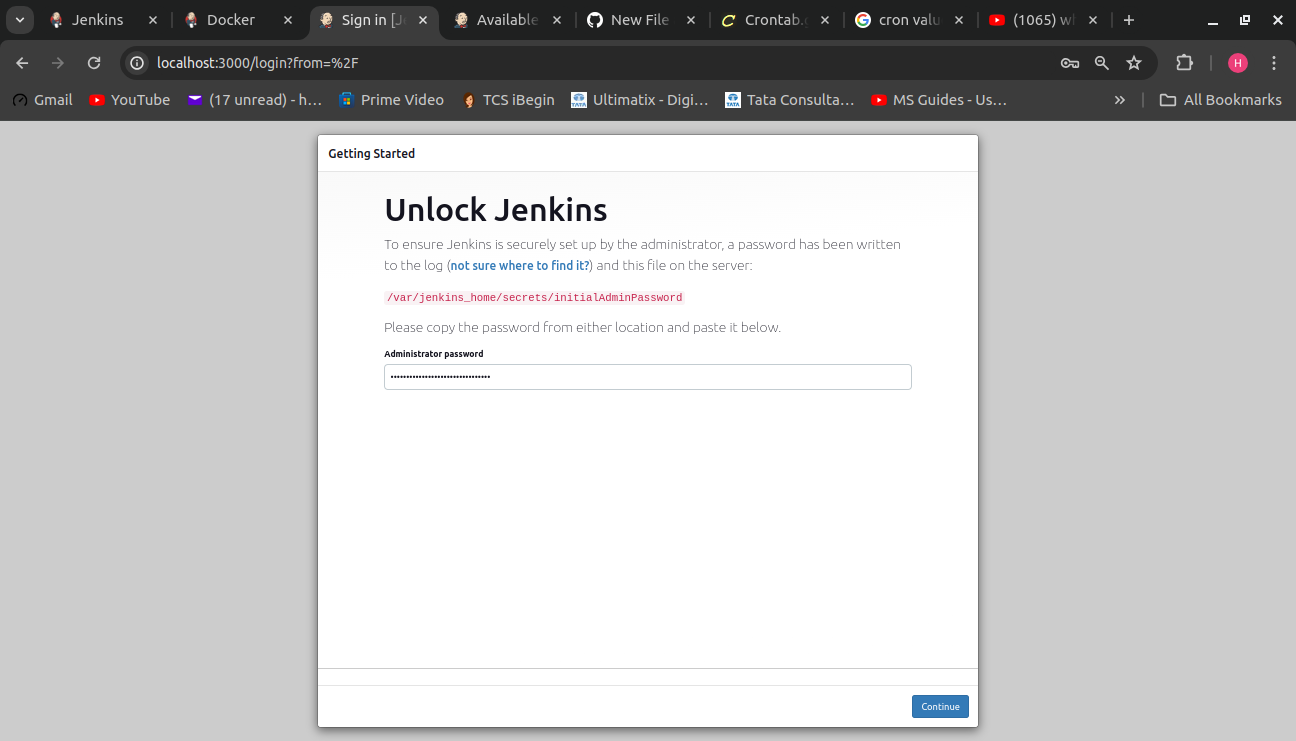 Jenkins
Docker
Sign in [Je
Available
New File
Crontab.g
cron valu
(1065) wh
localhost:3000/login?from=%2F
H
Gmail
YouTube
(17 unread) - h...
Prime Video
TCS iBegin
Ultimatix - Digi...
Tata Consulta...
MS Guides - Us...
All Bookmarks
Getting Started
Unlock Jenkins
To ensure Jenkins is securely set up by the administrator, a password has been written
to the log (not sure where to find it?) and this file on the server:
/var/jenkins_home/secrets/initialAdminPassword
Please copy the password from either location and paste it below.
Administrator password
Continue